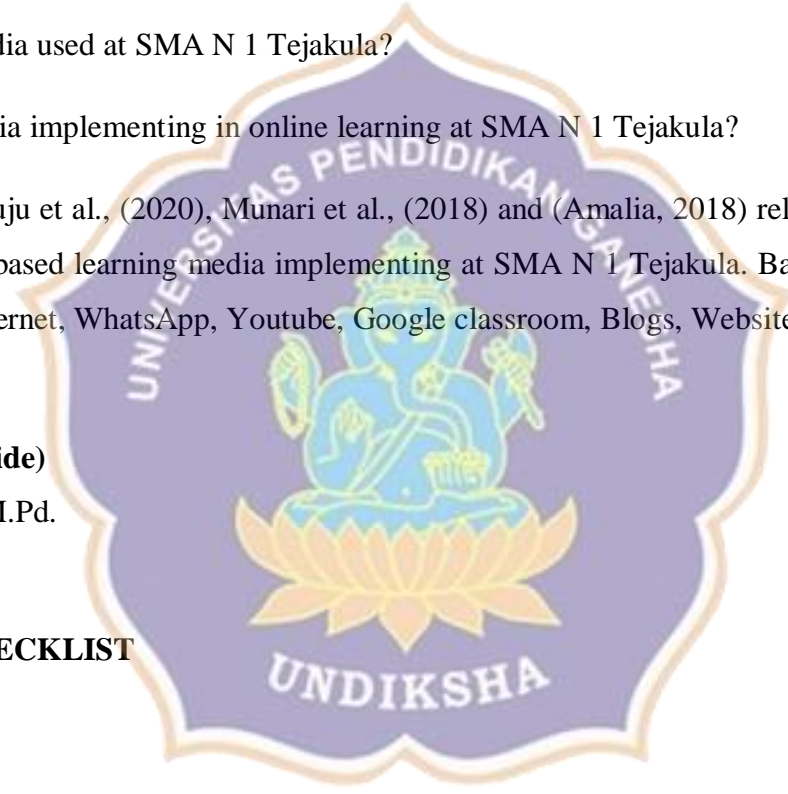 dia used at SMA N 1 Tejakula?
ia implementing in online learning at SMA N 1 Tejakula?
UNIVERSITAS PENDIDIKAN GANESHA
uju et al., (2020), Munari et al., (2018) and (Amalia, 2018) rel
based learning media implementing at SMA N 1 Tejakula. Ba
ernet, WhatsApp, Youtube, Google classroom, Blogs, Website
ide)
M.Pd.
ECKLIST
UNDIKSHA